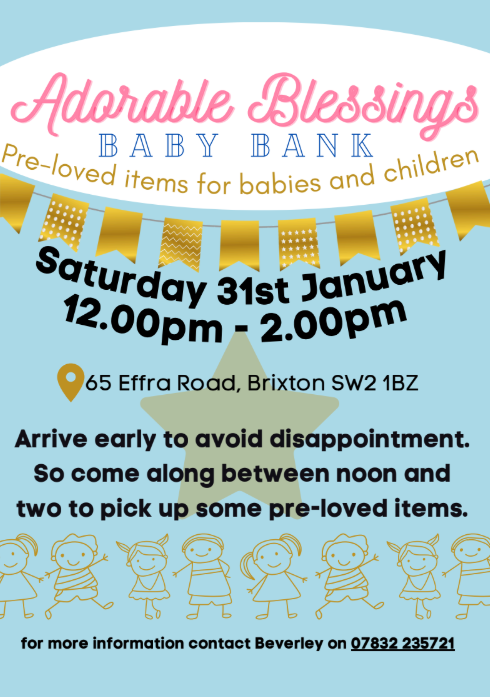 Adorable Blessings
BABY BANK
Pre-loved items for babies and children
Saturday 31st January
12.00pm - 2.00pm
65 Effra Road, Brixton SW2 1BZ
Arrive early to avoid disappointment.
So come along between noon and
two to pick up some pre-loved items.
for more information contact Beverley on 07832 235721